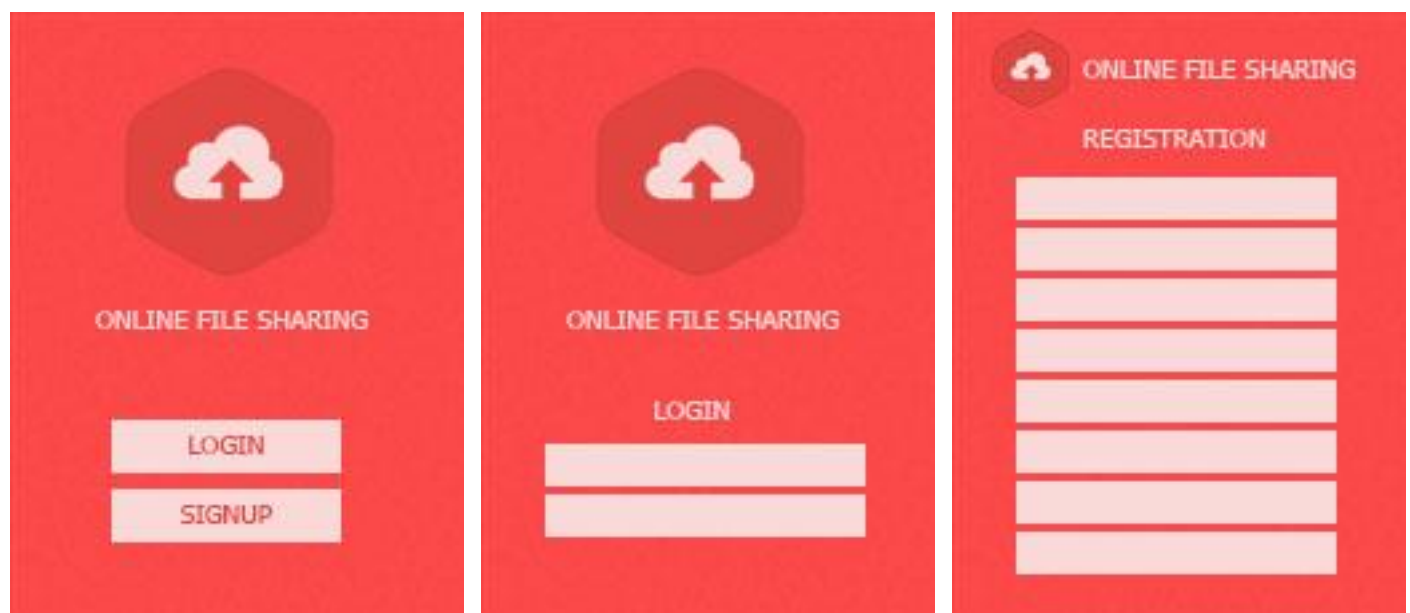 ONLINE FILE SHARING
LOGIN
SIGNUP
ONLINE FILE SHARING
LOGIN
ONLINE FILE SHARING
REGISTRATION